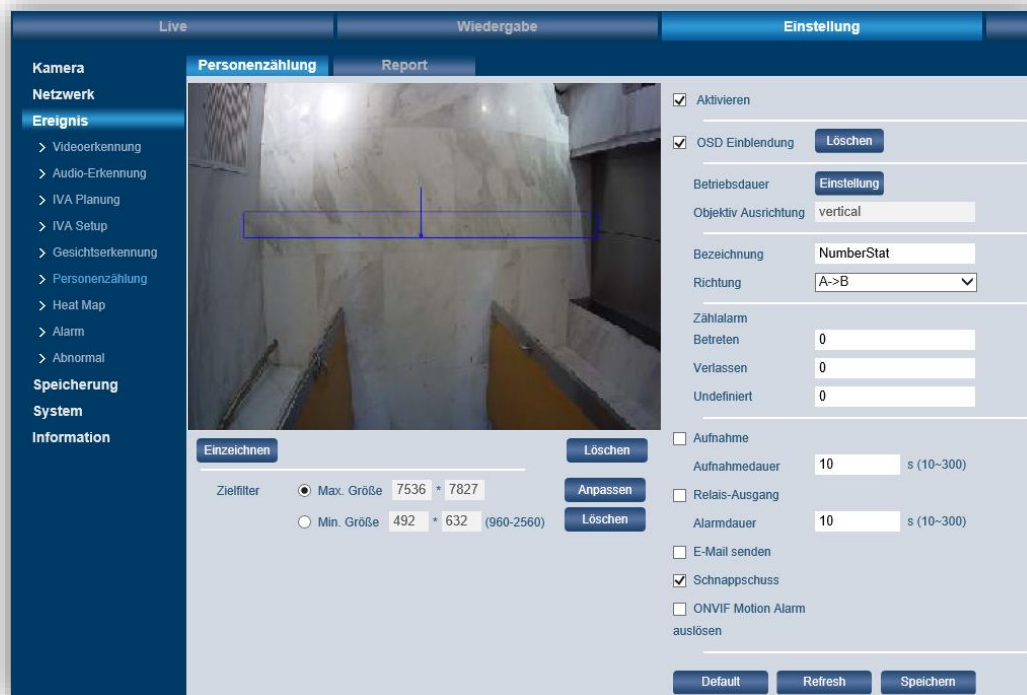 Live
Wiedergabe
Einstellung
Kamera
Netzwerk
Ereignis
Videoerkennung
Audio-Erkennung
IVA Planung
IVA Setup
Gesichtserkennung
Personenzählung
Heat Map
Alarm
Abnormal
Speicherung
System
Information
Personenzählung
Report
Einzeichnen
Löschen
Zielfilter
Max. Größe 7536 * 7827
Anpassen
Min. Größe 492 * 632 (960-2560)
Löschen
Aktivieren
OSD Einblendung
Löschen
Betriebsdauer
Einstellung
Objektiv Ausrichtung vertical
Bezeichnung NumberStat
Richtung A->B
Zählalarm
Betreten 0
Verlassen 0
Undefiniert 0
Aufnahme
Aufnahmedauer 10 s (10~300)
Relais-Ausgang
Alarmdauer 10 s (10~300)
E-Mail senden
Schnappschuss
ONVIF Motion Alarm
auslösen
Default
Refresh
Speichern